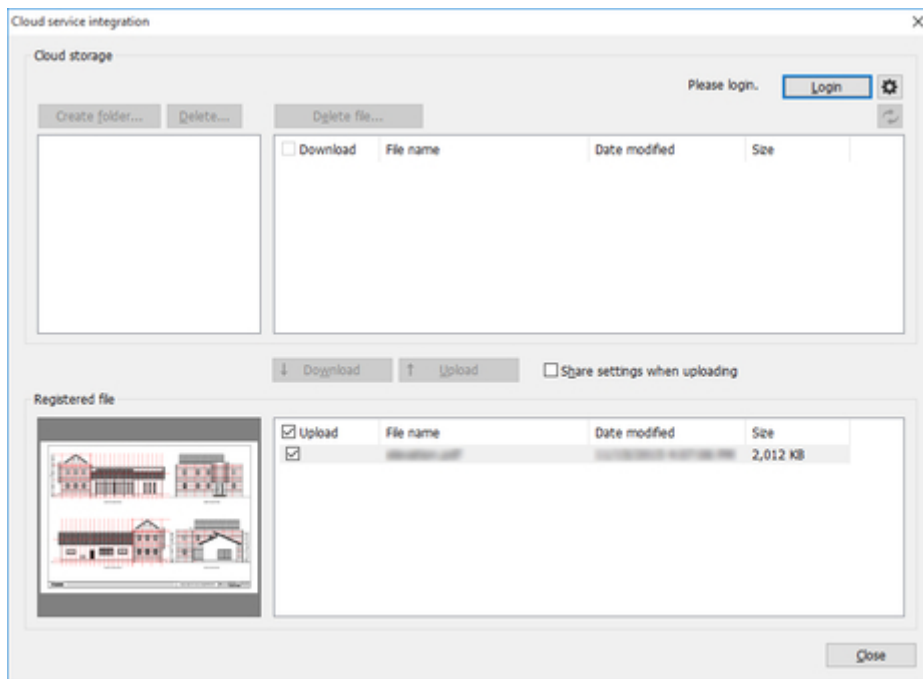 Cloud service integration
Cloud storage
Please login. Login
Create folder... Delete... Delete file...
Download File name Date modified Size
↓ Download ↑ Upload Share settings when uploading
Registered file
Upload File name Date modified Size
2,012 KB
Close